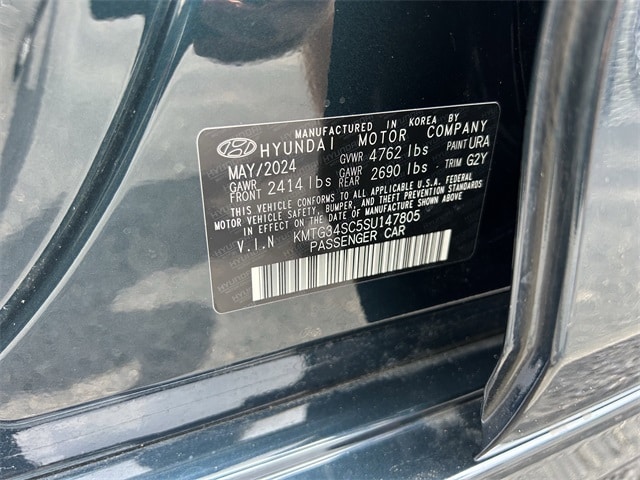 MANUFACTURED IN KOREA BY
HYUNDAI MOTOR COMPANY
MAY/2024 GVWR 4762 lbs PAINT URA
GAWR FRONT 2414 lbs GAWR REAR 2690 lbs TRIM G2Y
THIS VEHICLE CONFORMS TO ALL APPLICABLE U.S.A. FEDERAL
MOTOR VEHICLE SAFETY, BUMPER, AND THEFT PREVENTION STANDARDS
IN EFFECT ON THE DATE OF MANUFACTURE SHOWN ABOVE.
V.I.N KMTG34SC5SU147805
PASSENGER CAR